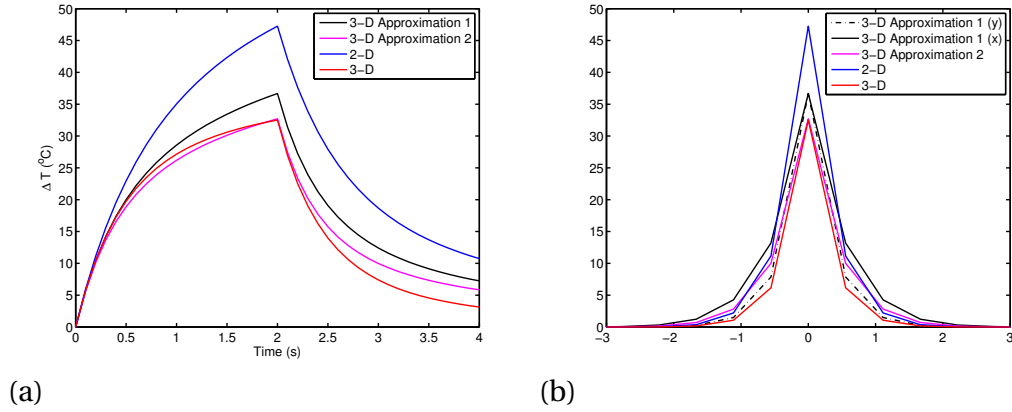 50
45
40
35
30
25
20
15
10
5
0
Δ T (°C)
0 0.5 1 1.5 2 2.5 3 3.5 4
Time (s)
3−D Approximation 1
3−D Approximation 2
2−D
3−D
(a)
50
45
40
35
30
25
20
15
10
5
0
−3 −2 −1 0 1 2 3
3−D Approximation 1 (y)
3−D Approximation 1 (x)
3−D Approximation 2
2−D
3−D
(b)